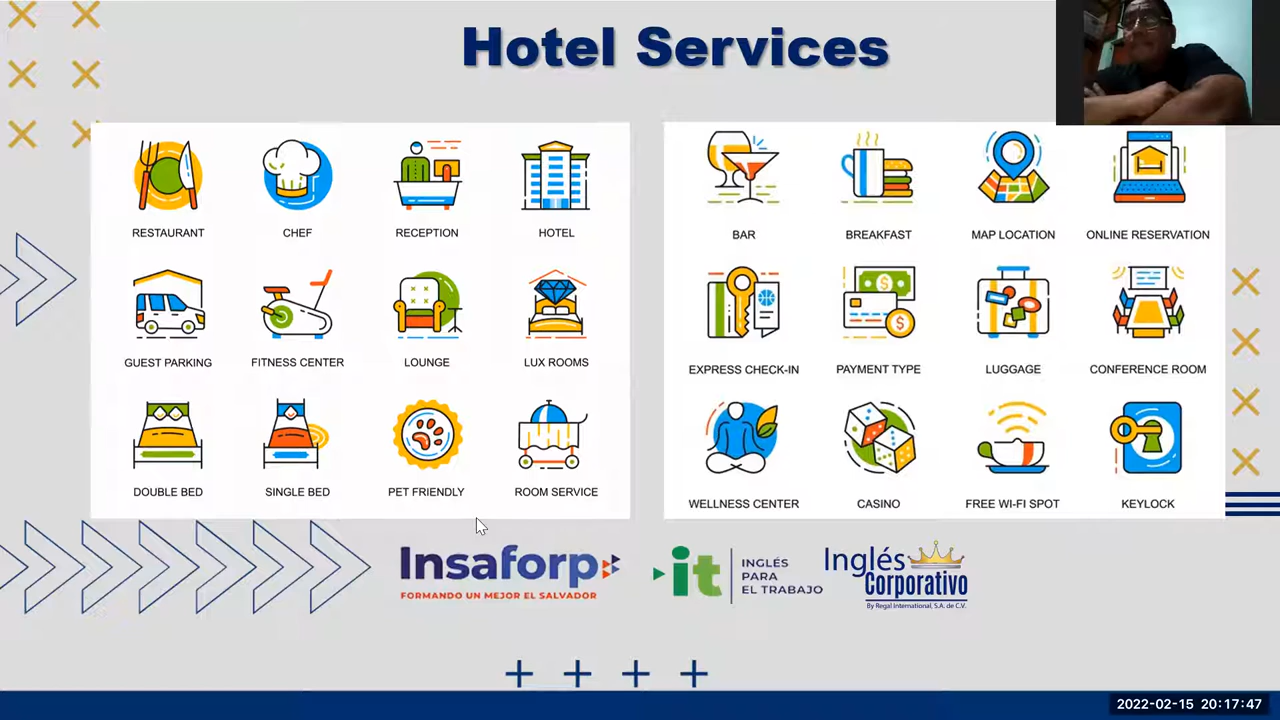 Hotel Services
RESTAURANT CHEF RECEPTION HOTEL
GUEST PARKING FITNESS CENTER LOUNGE LUX ROOMS
DOUBLE BED SINGLE BED PET FRIENDLY ROOM SERVICE
BAR BREAKFAST MAP LOCATION ONLINE RESERVATION
EXPRESS CHECK-IN PAYMENT TYPE LUGGAGE CONFERENCE ROOM
WELLNESS CENTER CASINO FREE WI-FI SPOT KEYLOCK
Insaforp
FORMANDO UN MEJOR EL SALVADOR
it
INGLÉS
PARA
EL TRABAJO
Inglés
Corporativo
By Regal International, S.A. de C.V.
2022-02-15 20:17:47